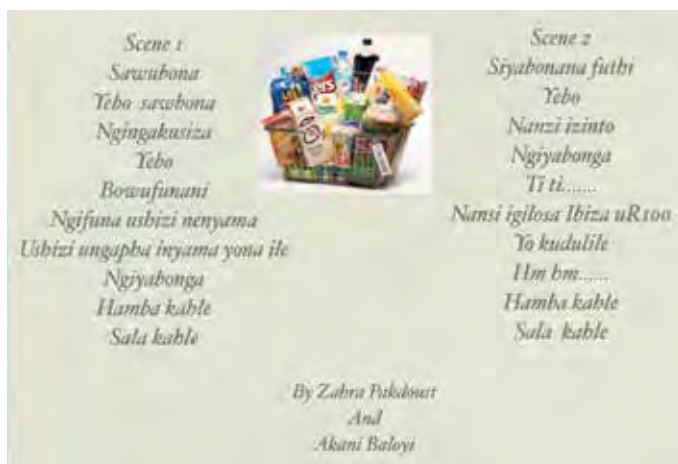 Scene 1
Sawubona
Yebo sawbona
Ngingakusiza
Yebo
Bowufunani
Ngifuna ushizi nenyama
Ushizi ungapha inyama yona ile
Ngiyabonga
Hamba kahle
Sala kahle
Scene 2
Siyabonana futhi
Yebo
Nanzi izinto
Ngiyabonga
Ti ti.......
Nansi igilosa Ibiza uR100
Yo kudulile
Hm hm......
Hamba kahle
Sala kahle
By Zahra Pakdoust
And
Akani Baloyi